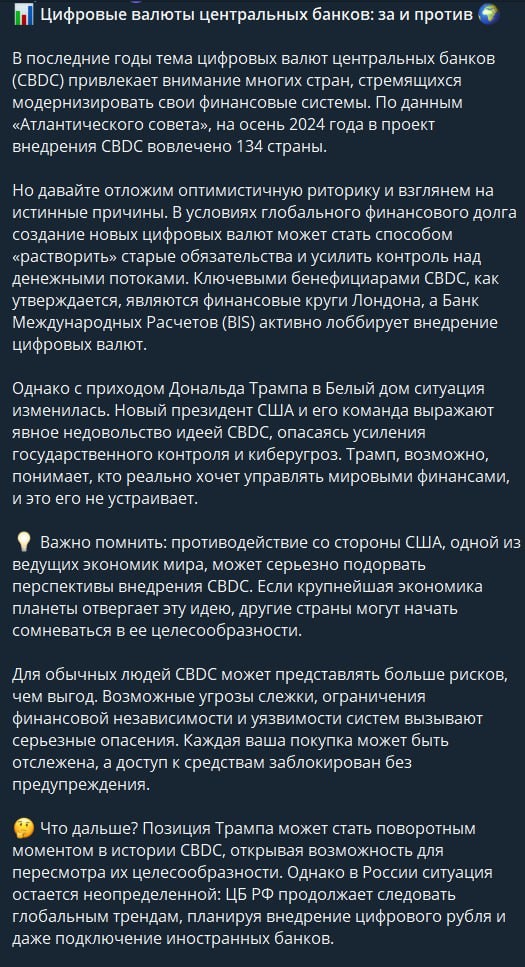 📊 Цифровые валюты центральных банков: за и против 🌍
В последние годы тема цифровых валют центральных банков
(CBDC) привлекает внимание многих стран, стремящихся
модернизировать свои финансовые системы. По данным
«Атлантического совета», на осень 2024 года в проект
внедрения CBDC вовлечено 134 страны.
Но давайте отложим оптимистичную риторику и взглянем на
истинные причины. В условиях глобального финансового долга
создание новых цифровых валют может стать способом
«растворить» старые обязательства и усилить контроль над
денежными потоками. Ключевыми бенефициарами CBDC, как
утверждается, являются финансовые круги Лондона, а Банк
Международных Расчетов (BIS) активно лоббирует внедрение
цифровых валют.
Однако с приходом Дональда Трампа в Белый дом ситуация
изменилась. Новый президент США и его команда выражают
явное недовольство идеей CBDC, опасаясь усиления
государственного контроля и киберугроз. Трамп, возможно,
понимает, кто реально хочет управлять мировыми финансами,
и это его не устраивает.
💡 Важно помнить: противодействие со стороны США, одной из
ведущих экономик мира, может серьезно подорвать
перспективы внедрения CBDC. Если крупнейшая экономика
планеты отвергает эту идею, другие страны могут начать
сомневаться в ее целесообразности.
Для обычных людей CBDC может представлять больше рисков,
чем выгод. Возможные угрозы слежки, ограничения
финансовой независимости и уязвимости систем вызывают
серьезные опасения. Каждая ваша покупка может быть
отслежена, а доступ к средствам заблокирован без
предупреждения.
🤔 Что дальше? Позиция Трампа может стать поворотным
моментом в истории CBDC, открывая возможность для
пересмотра их целесообразности. Однако в России ситуация
остается неопределенной: ЦБ РФ продолжает следовать
глобальным трендам, планируя внедрение цифрового рубля и
даже подключение иностранных банков.